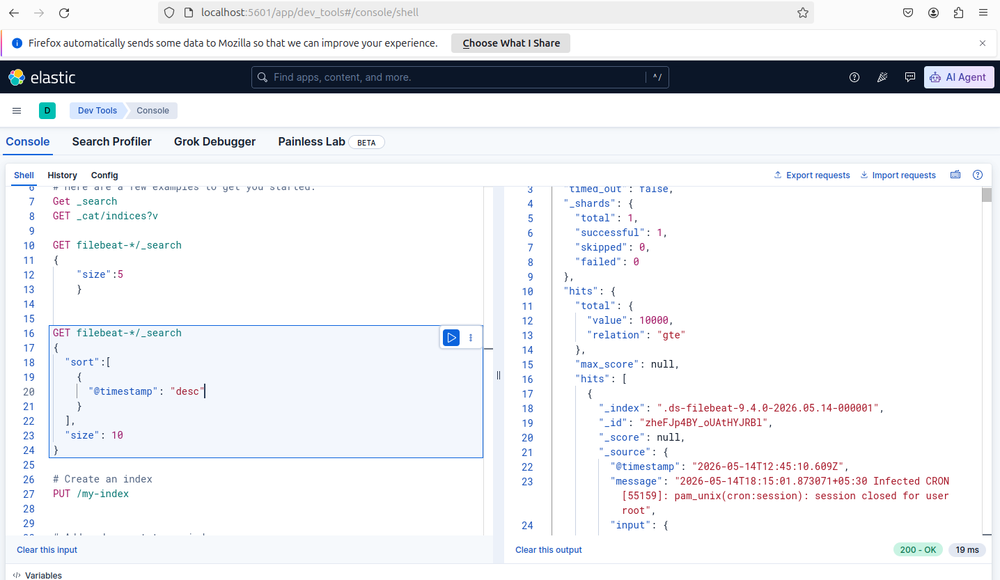 localhost:5601/app/dev_tools#/console/shell
Firefox automatically sends some data to Mozilla so that we can improve your experience. Choose What I Share
elastic Find apps, content, and more. ^ / AI Agent
D Dev Tools Console
Console Search Profiler Grok Debugger Painless Lab BETA
Shell History Config Export requests Import requests
6 # Here are a few examples to get you started.
7 Get _search
8 GET _cat/indices?v
9
10 GET filebeat-*/_search
11 {
12 "size":5
13 }
14
15
16 GET filebeat-*/_search
17 {
18 "sort":[
19 {
20 "@timestamp": "desc"
21 }
22 ],
23 "size": 10
24 }
25
26 # Create an index
27 PUT /my-index
28
29
Clear this input
3 "timed_out": false,
4 "_shards": {
5 "total": 1,
6 "successful": 1,
7 "skipped": 0,
8 "failed": 0
9 },
10 "hits": {
11 "total": {
12 "value": 10000,
13 "relation": "gte"
14 },
15 "max_score": null,
16 "hits": [
17 {
18 "_index": ".ds-filebeat-9.4.0-2026.05.14-000001",
19 "_id": "zheFJp4BY_oUAtHYJRBl",
20 "_score": null,
21 "_source": {
22 "@timestamp": "2026-05-14T12:45:10.609Z",
23 "message": "2026-05-14T18:15:01.873071+05:30 Infected CRON
[55159]: pam_unix(cron:session): session closed for user
root",
24 "input": {
Clear this output 200 - OK 19 ms
Variables